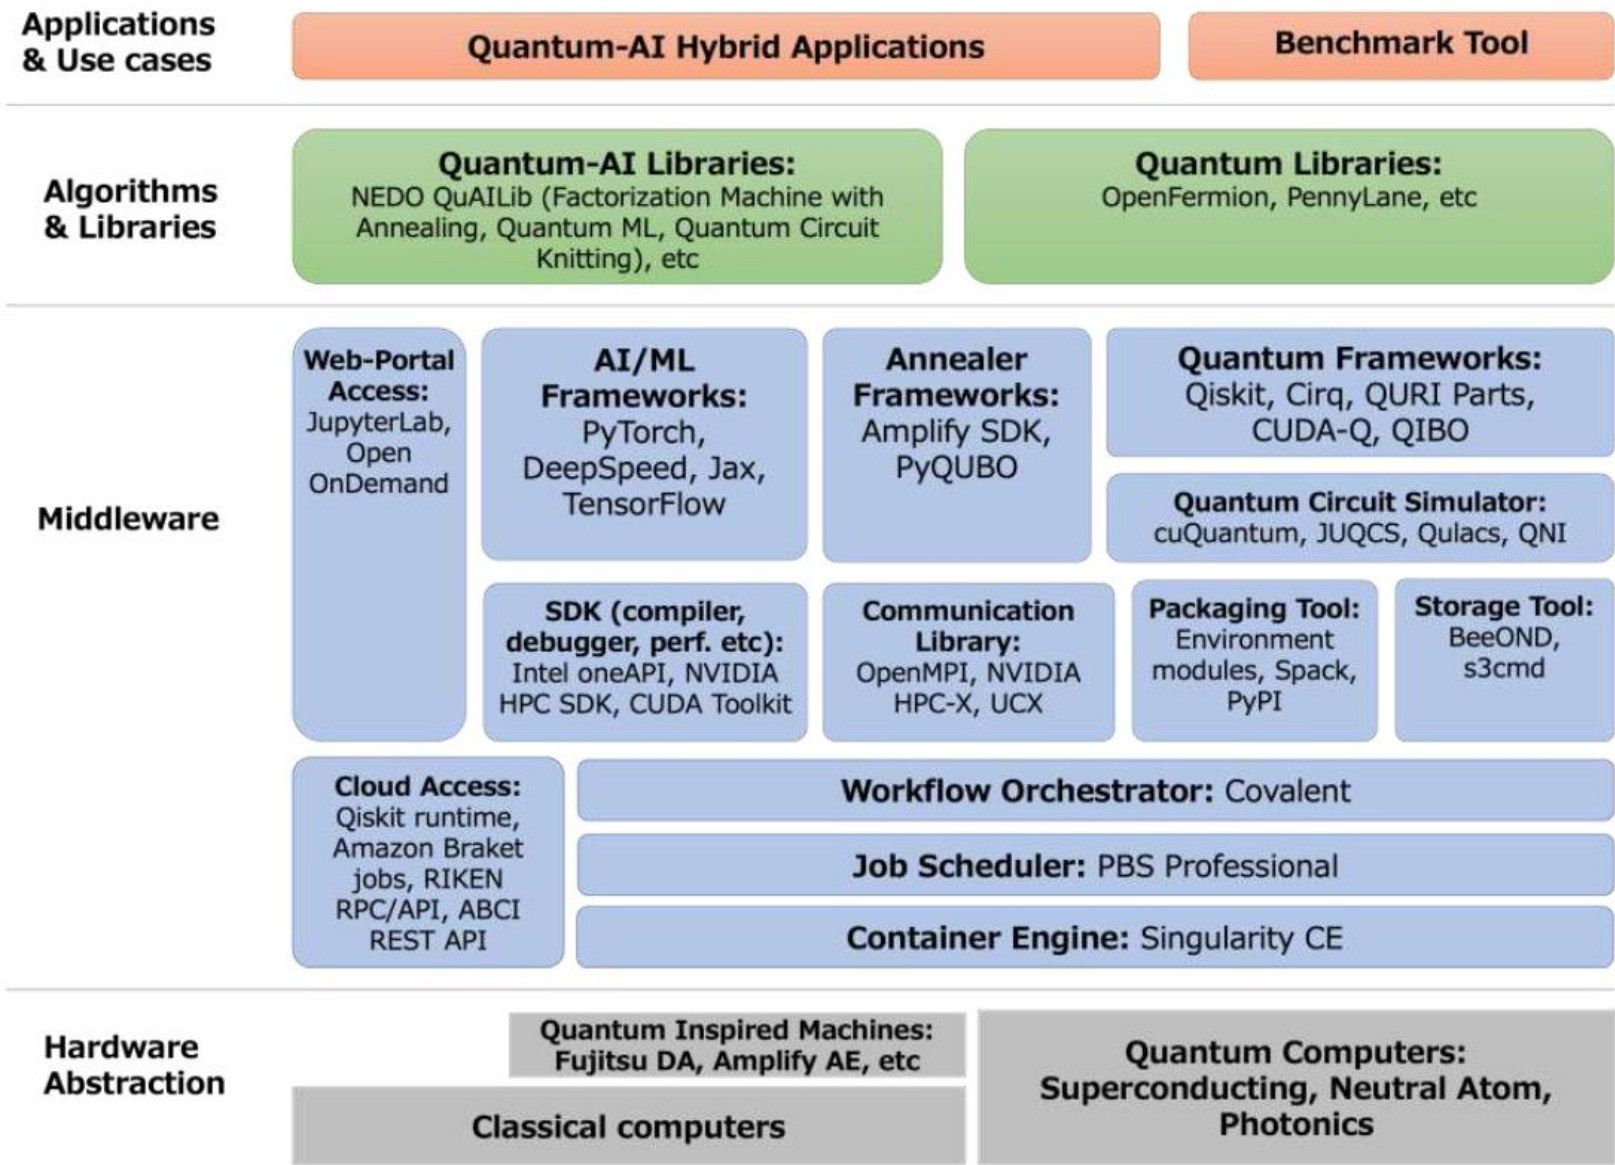 Applications
& Use cases
Quantum-AI Hybrid Applications
Benchmark Tool
Algorithms
& Libraries
Quantum-AI Libraries:
NEDO QuAILib (Factorization Machine with
Annealing, Quantum ML, Quantum Circuit
Knitting), etc
Quantum Libraries:
OpenFermion, PennyLane, etc
Middleware
Web-Portal
Access:
JupyterLab,
Open
OnDemand
AI/ML
Frameworks:
PyTorch,
DeepSpeed, Jax,
TensorFlow
Annealer
Frameworks:
Amplify SDK,
PyQUBO
Quantum Frameworks:
Qiskit, Cirq, QURI Parts,
CUDA-Q, QIBO
Quantum Circuit Simulator:
cuQuantum, JUQCS, Qulacs, QNI
SDK (compiler,
debugger, perf. etc):
Intel oneAPI, NVIDIA
HPC SDK, CUDA Toolkit
Communication
Library:
OpenMPI, NVIDIA
HPC-X, UCX
Packaging Tool:
Environment
modules, Spack,
PyPI
Storage Tool:
BeeOND,
s3cmd
Cloud Access:
Qiskit runtime,
Amazon Braket
jobs, RIKEN
RPC/API, ABCI
REST API
Workflow Orchestrator: Covalent
Job Scheduler: PBS Professional
Container Engine: Singularity CE
Hardware
Abstraction
Quantum Inspired Machines:
Fujitsu DA, Amplify AE, etc
Classical computers
Quantum Computers:
Superconducting, Neutral Atom,
Photonics